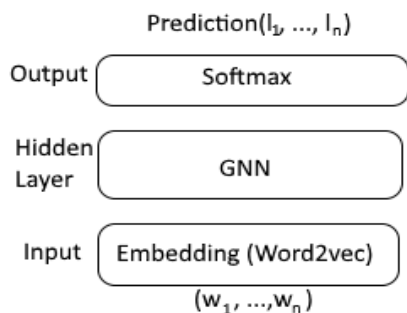 Prediction(l₁, ..., lₙ)
Output
Softmax
Hidden
Layer
GNN
Input
Embedding (Word2vec)
(w₁, ...,wₙ)